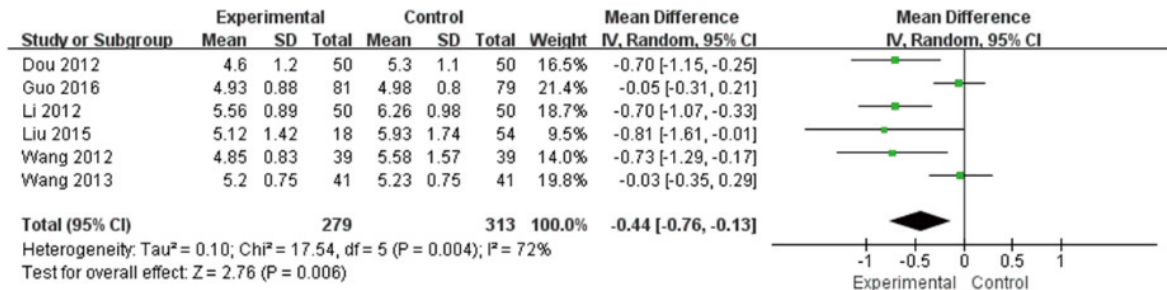 Experimental Control Mean Difference Mean Difference
Study or Subgroup Mean SD Total Mean SD Total Weight IV, Random, 95% CI IV, Random, 95% CI
Dou 2012 4.6 1.2 50 5.3 1.1 50 16.5% -0.70 [-1.15, -0.25]
Guo 2016 4.93 0.88 81 4.98 0.8 79 21.4% -0.05 [-0.31, 0.21]
Li 2012 5.56 0.89 50 6.26 0.98 50 18.7% -0.70 [-1.07, -0.33]
Liu 2015 5.12 1.42 18 5.93 1.74 54 9.5% -0.81 [-1.61, -0.01]
Wang 2012 4.85 0.83 39 5.58 1.57 39 14.0% -0.73 [-1.29, -0.17]
Wang 2013 5.2 0.75 41 5.23 0.75 41 19.8% -0.03 [-0.35, 0.29]
Total (95% CI) 279 313 100.0% -0.44 [-0.76, -0.13]
Heterogeneity: Tau² = 0.10; Chi² = 17.54, df = 5 (P = 0.004); I² = 72%
Test for overall effect: Z = 2.76 (P = 0.006)
-1 -0.5 0 0.5 1
Experimental Control